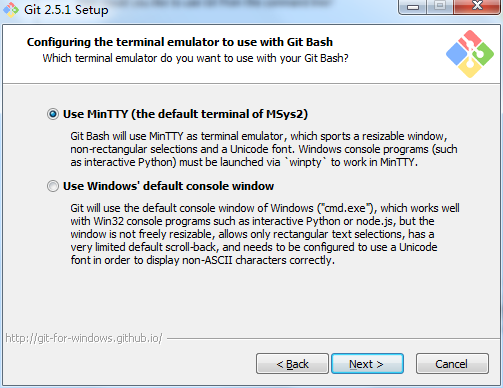 Git 2.5.1 Setup
Configuring the terminal emulator to use with Git Bash
Which terminal emulator do you want to use with your Git Bash?
Use MinTTY (the default terminal of MSys2)
Git Bash will use MinTTY as terminal emulator, which sports a resizable window,
non-rectangular selections and a Unicode font. Windows console programs (such
as interactive Python) must be launched via `winpty` to work in MinTTY.
Use Windows' default console window
Git will use the default console window of Windows ("cmd.exe"), which works well
with Win32 console programs such as interactive Python or node.js, but the
window is not freely resizable, allows only rectangular text selections, has a
very limited default scroll-back, and needs to be configured to use a Unicode
font in order to display non-ASCII characters correctly.
http://git-for-windows.github.io/
< Back
Next >
Cancel